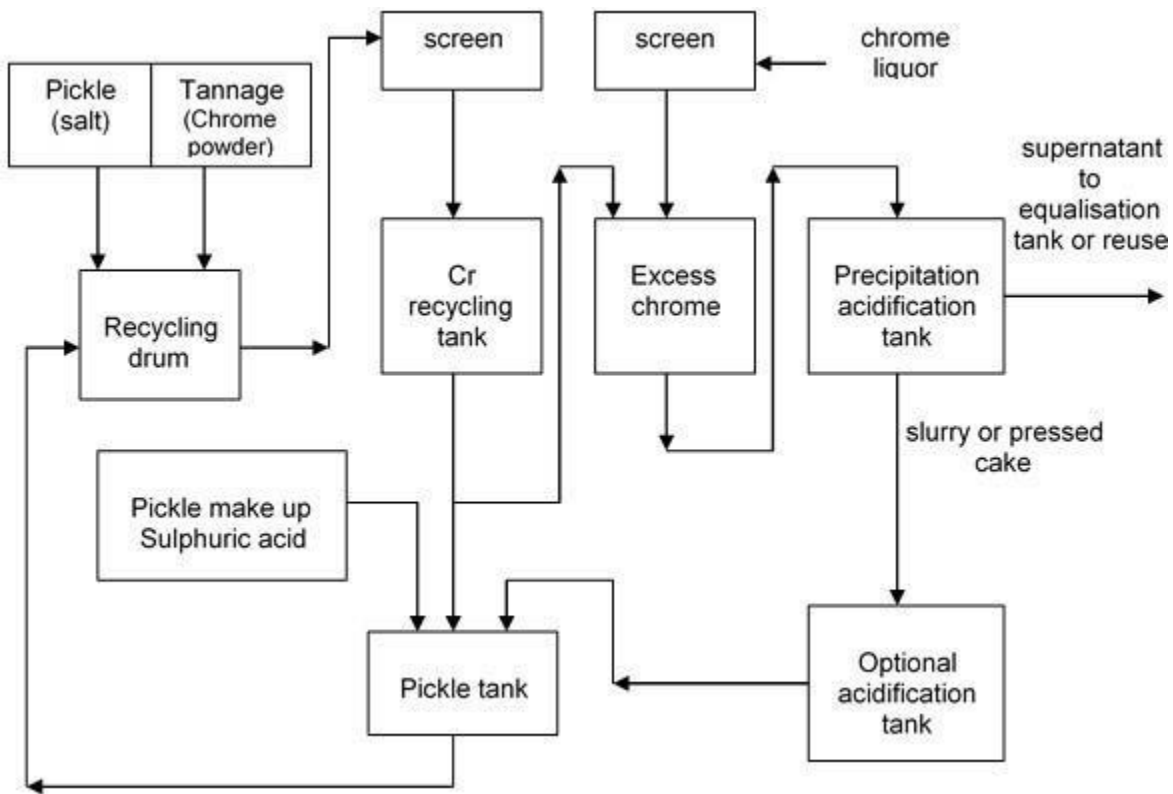 screen
screen
chrome
liquor
Pickle
(salt)
Tannage
(Chrome
powder)
supernatant
to
equalisation
tank or reuse
Cr
recycling
tank
Excess
chrome
Precipitation
acidification
tank
Recycling
drum
slurry or pressed
cake
Pickle make up
Sulphuric acid
Pickle tank
Optional
acidification
tank